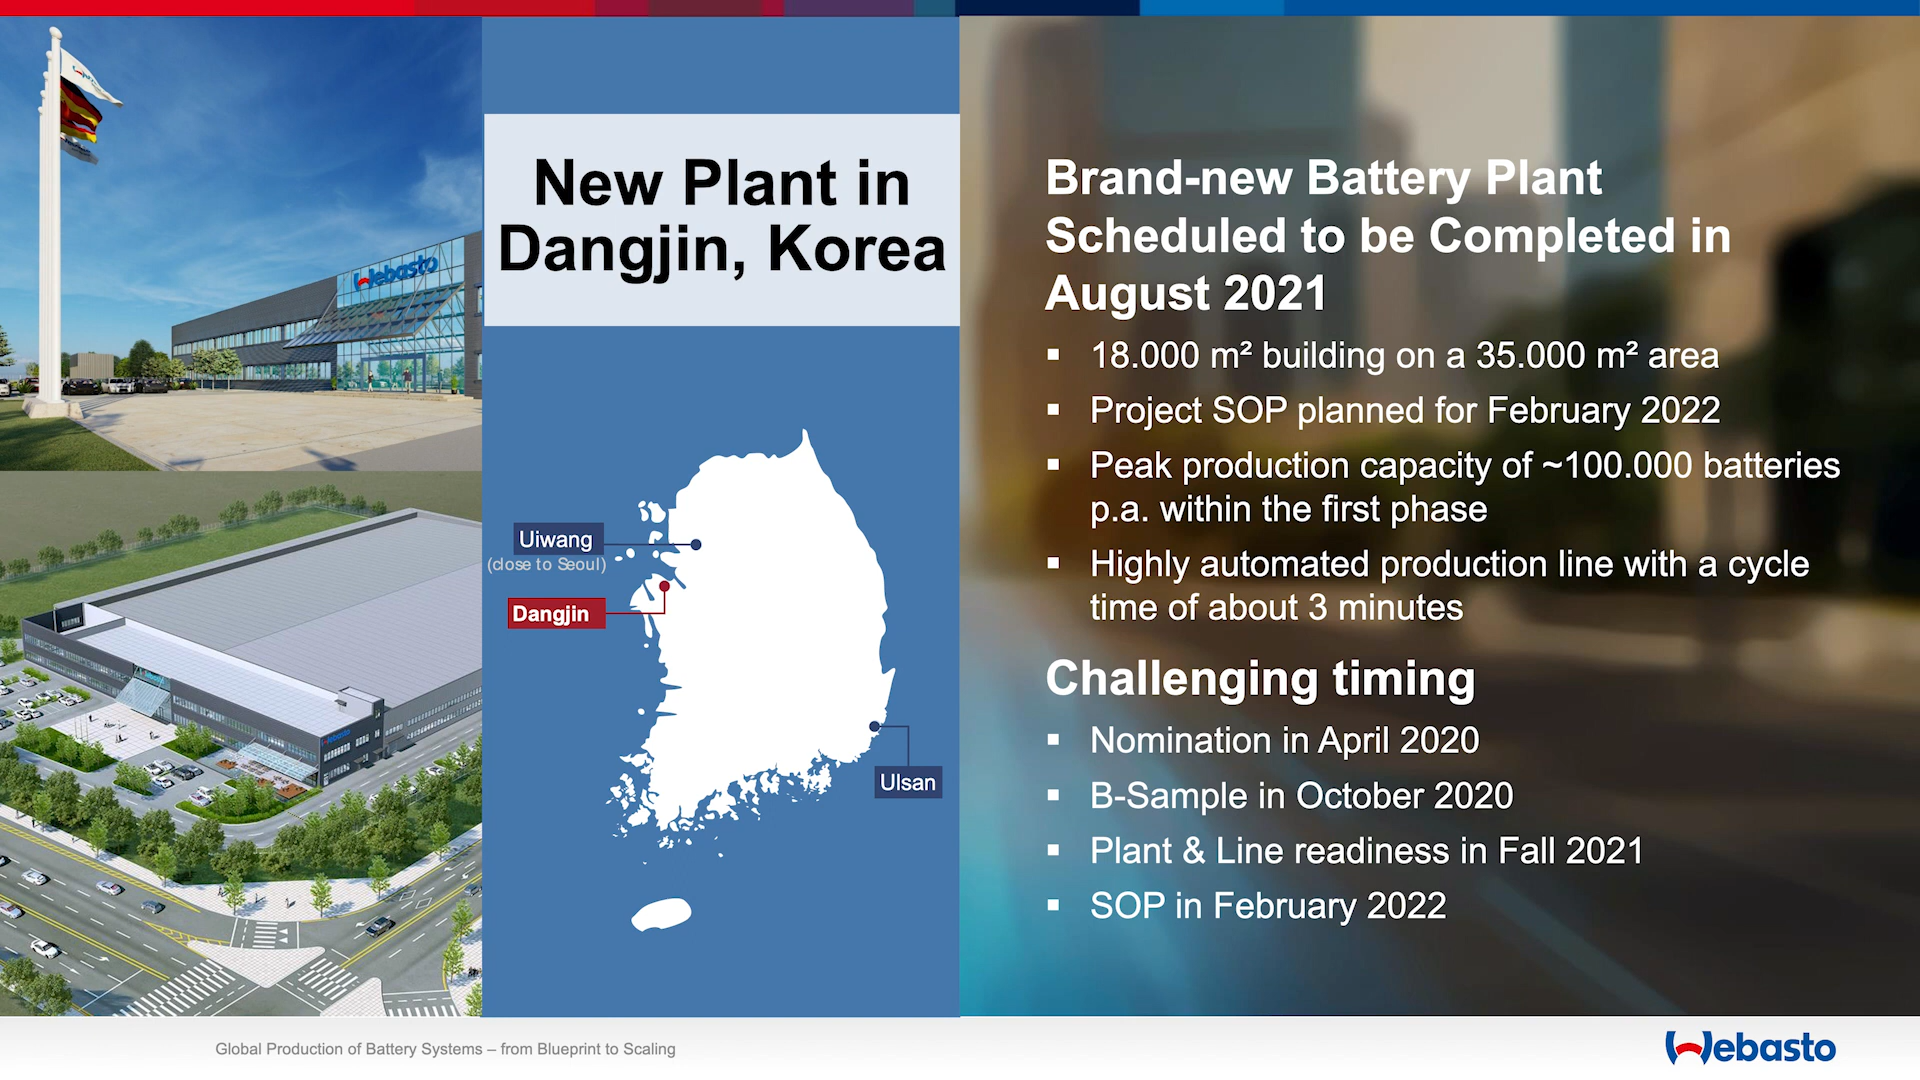 Webasto
New Plant in
Dangjin, Korea
Uiwang
(close to Seoul)
Dangjin
Ulsan
Brand-new Battery Plant
Scheduled to be Completed in
August 2021
▪ 18.000 m² building on a 35.000 m² area
▪ Project SOP planned for February 2022
▪ Peak production capacity of ~100.000 batteries
p.a. within the first phase
▪ Highly automated production line with a cycle
time of about 3 minutes
Challenging timing
▪ Nomination in April 2020
▪ B-Sample in October 2020
▪ Plant & Line readiness in Fall 2021
▪ SOP in February 2022
Global Production of Battery Systems – from Blueprint to Scaling
Webasto